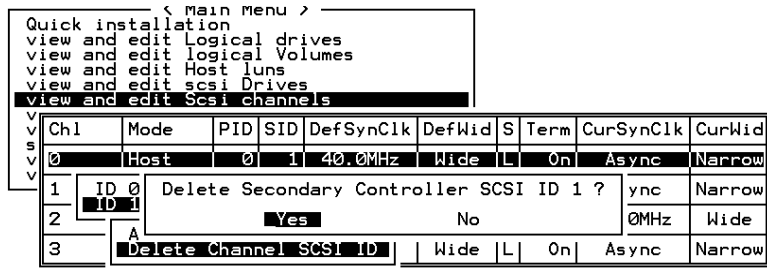 < Main Menu >
Quick installation
view and edit Logical drives
view and edit logical Volumes
view and edit Host luns
view and edit scsi Drives
view and edit Scsi channels
v
v
s
v
v
Chl Mode PID SID DefSynClk DefWid S Term CurSynClk CurWid
0 Host 0 1 40.0MHz Wide L On Async Narrow
1 ync Narrow
ID 0
ID 1
Delete Secondary Controller SCSI ID 1 ?
Yes No
2 0MHz Wide
A
Delete Channel SCSI ID
3 Wide L On Async Narrow